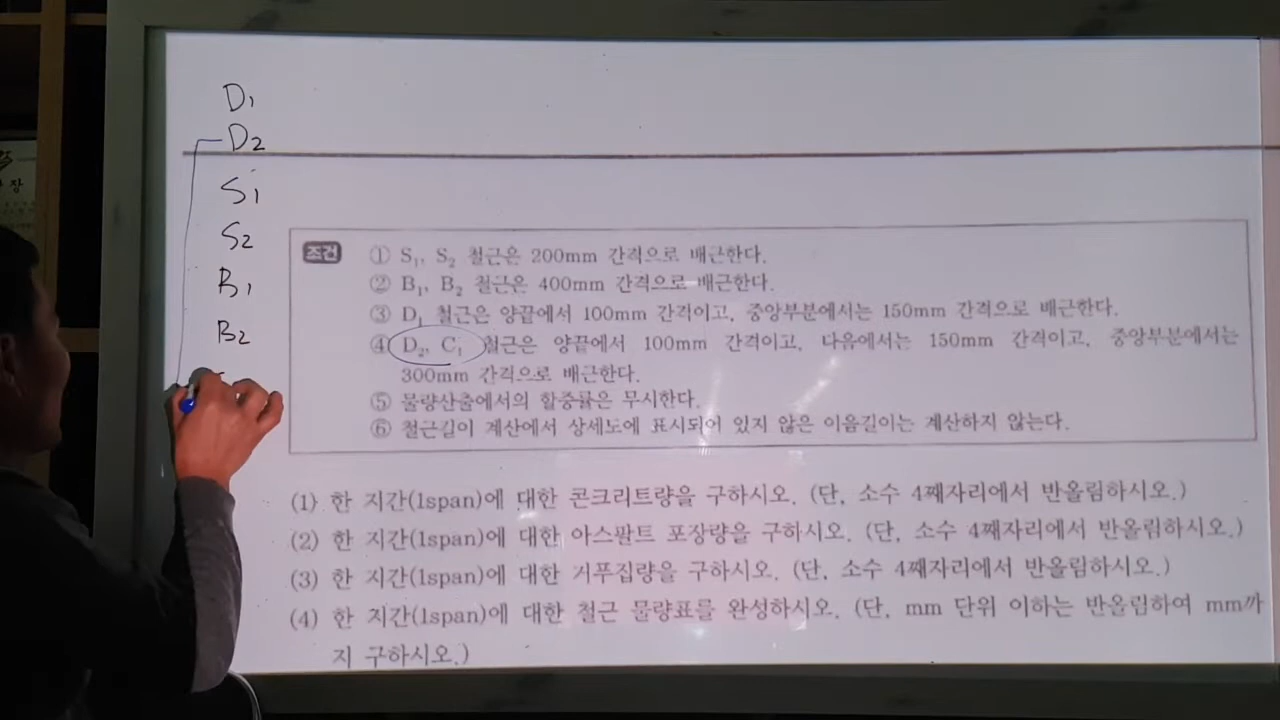 D₁
D₂
S₁
S₂
B₁
B₂
조건 ① S₁, S₂ 철근은 200mm 간격으로 배근한다.
② B₁, B₂ 철근은 400mm 간격으로 배근한다.
③ D₁ 철근은 양끝에서 100mm 간격이고, 중앙부분에서는 150mm 간격으로 배근한다.
④ D₂, C₁ 철근은 양끝에서 100mm 간격이고, 다음에서는 150mm 간격이고, 중앙부분에서는
300mm 간격으로 배근한다.
⑤ 물량산출에서의 할증률은 무시한다.
⑥ 철근길이 계산에서 상세도에 표시되어 있지 않은 이음길이는 계산하지 않는다.
(1) 한 지간(1span)에 대한 콘크리트량을 구하시오. (단, 소수 4째자리에서 반올림하시오.)
(2) 한 지간(1span)에 대한 아스팔트 포장량을 구하시오. (단, 소수 4째자리에서 반올림하시오.)
(3) 한 지간(1span)에 대한 거푸집량을 구하시오. (단, 소수 4째자리에서 반올림하시오.)
(4) 한 지간(1span)에 대한 철근 물량표를 완성하시오. (단, mm 단위 이하는 반올림하여 mm까
지 구하시오.)